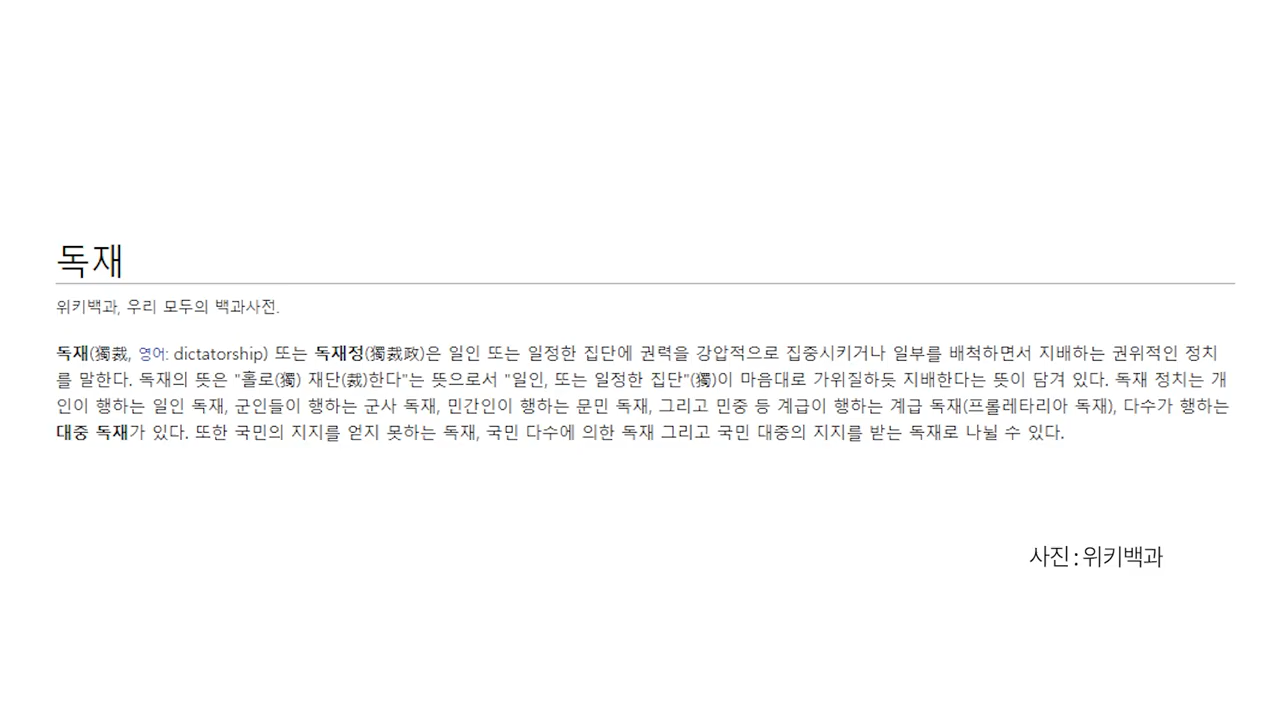 독재
위키백과, 우리 모두의 백과사전.
독재(獨裁, 영어: dictatorship) 또는 독재정(獨裁政)은 일인 또는 일정한 집단에 권력을 강압적으로 집중시키거나 일부를 배척하면서 지배하는 권위적인 정치
를 말한다. 독재의 뜻은 "홀로(獨) 재단(裁)한다"는 뜻으로서 "일인, 또는 일정한 집단"(獨)이 마음대로 가위질하듯 지배한다는 뜻이 담겨 있다. 독재 정치는 개
인이 행하는 일인 독재, 군인들이 행하는 군사 독재, 민간인이 행하는 문민 독재, 그리고 민중 등 계급이 행하는 계급 독재(프롤레타리아 독재), 다수가 행하는
대중 독재가 있다. 또한 국민의 지지를 얻지 못하는 독재, 국민 다수에 의한 독재 그리고 국민 대중의 지지를 받는 독재로 나뉠 수 있다.
사진 : 위키백과